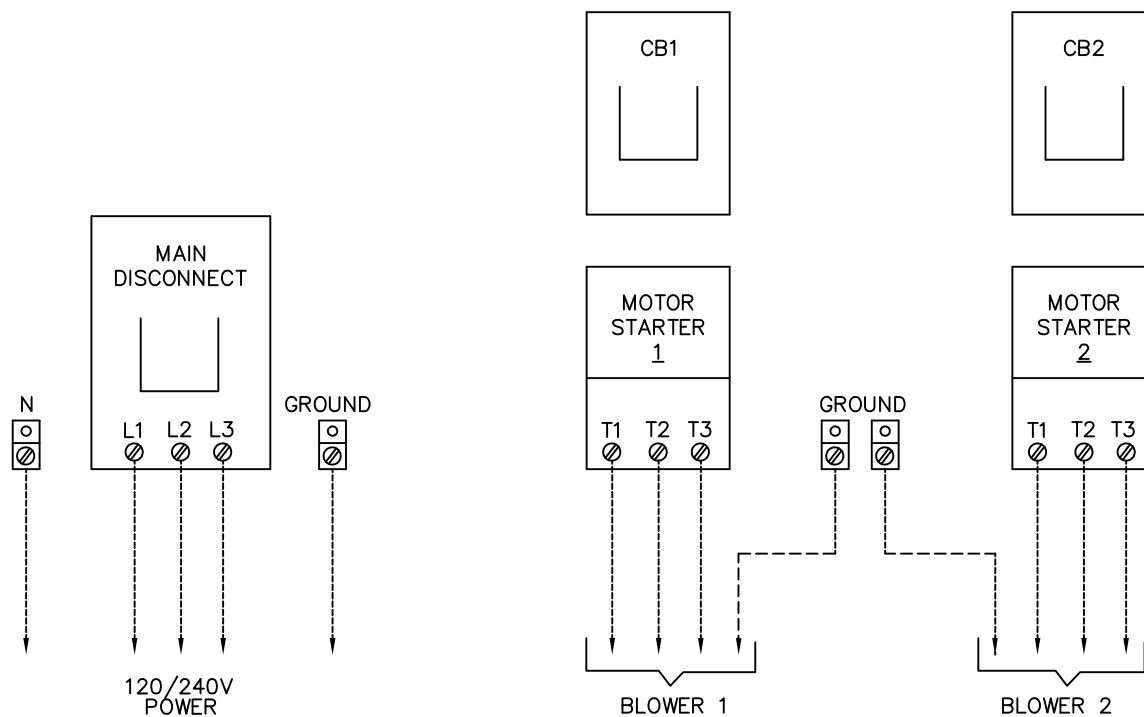 CB1
CB2
MAIN
DISCONNECT
MOTOR
STARTER
1
MOTOR
STARTER
2
N
GROUND
GROUND
L1 L2 L3
T1 T2 T3
T1 T2 T3
120/240V
POWER
BLOWER 1
BLOWER 2